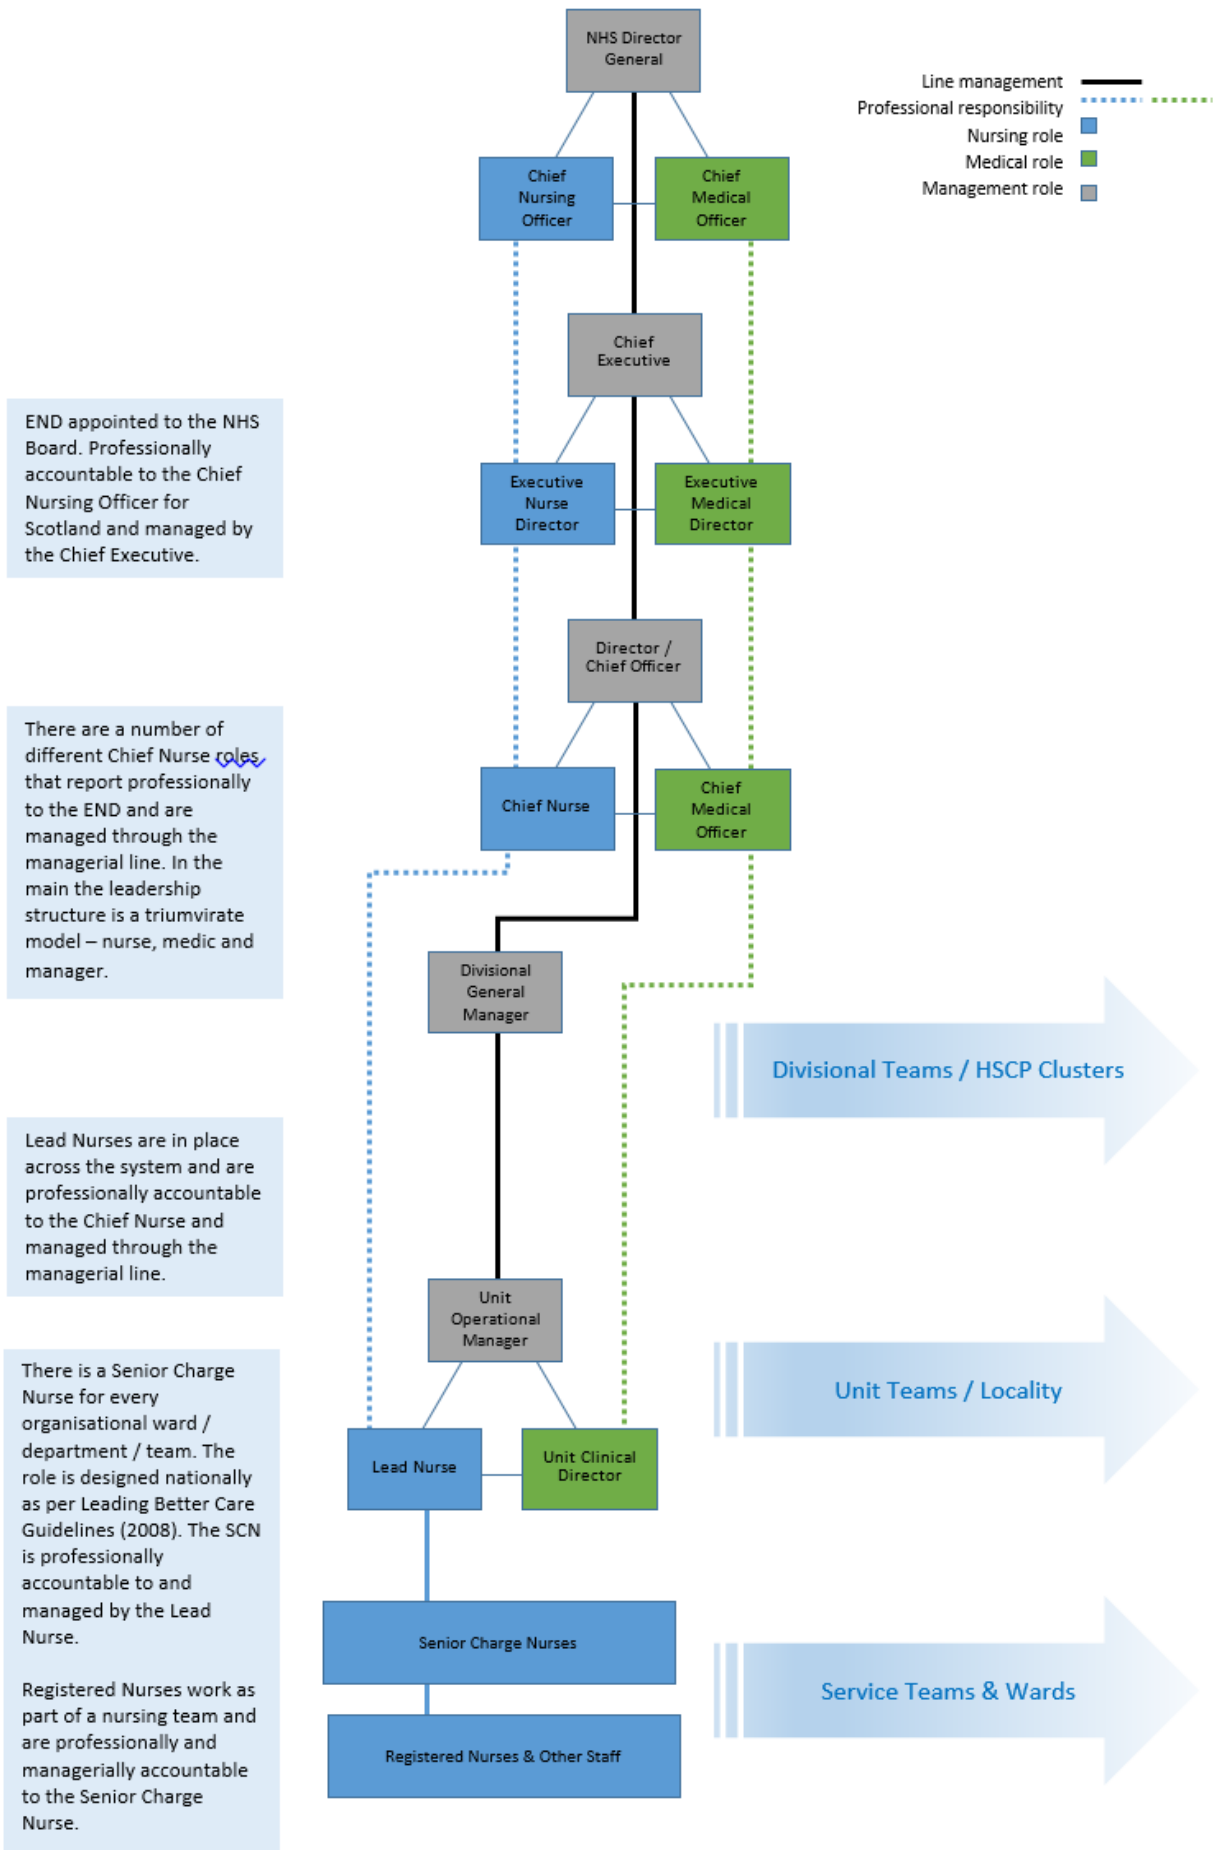 NHS Director
General
Line management
Professional responsibility
Nursing role
Medical role
Management role
Chief
Nursing
Officer
Chief
Medical
Officer
Chief
Executive
END appointed to the NHS
Board. Professionally
accountable to the Chief
Nursing Officer for
Scotland and managed by
the Chief Executive.
Executive
Nurse
Director
Executive
Medical
Director
Director /
Chief Officer
There are a number of
different Chief Nurse roles
that report professionally
to the END and are
managed through the
managerial line. In the
main the leadership
structure is a triumvirate
model – nurse, medic and
manager.
Chief Nurse
Chief
Medical
Officer
Divisional
General
Manager
Divisional Teams / HSCP Clusters
Lead Nurses are in place
across the system and are
professionally accountable
to the Chief Nurse and
managed through the
managerial line.
Unit
Operational
Manager
Unit Teams / Locality
There is a Senior Charge
Nurse for every
organisational ward /
department / team. The
role is designed nationally
as per Leading Better Care
Guidelines (2008). The SCN
is professionally
accountable to and
managed by the Lead
Nurse.
Registered Nurses work as
part of a nursing team and
are professionally and
managerially accountable
to the Senior Charge
Nurse.
Lead Nurse
Unit Clinical
Director
Senior Charge Nurses
Service Teams & Wards
Registered Nurses & Other Staff